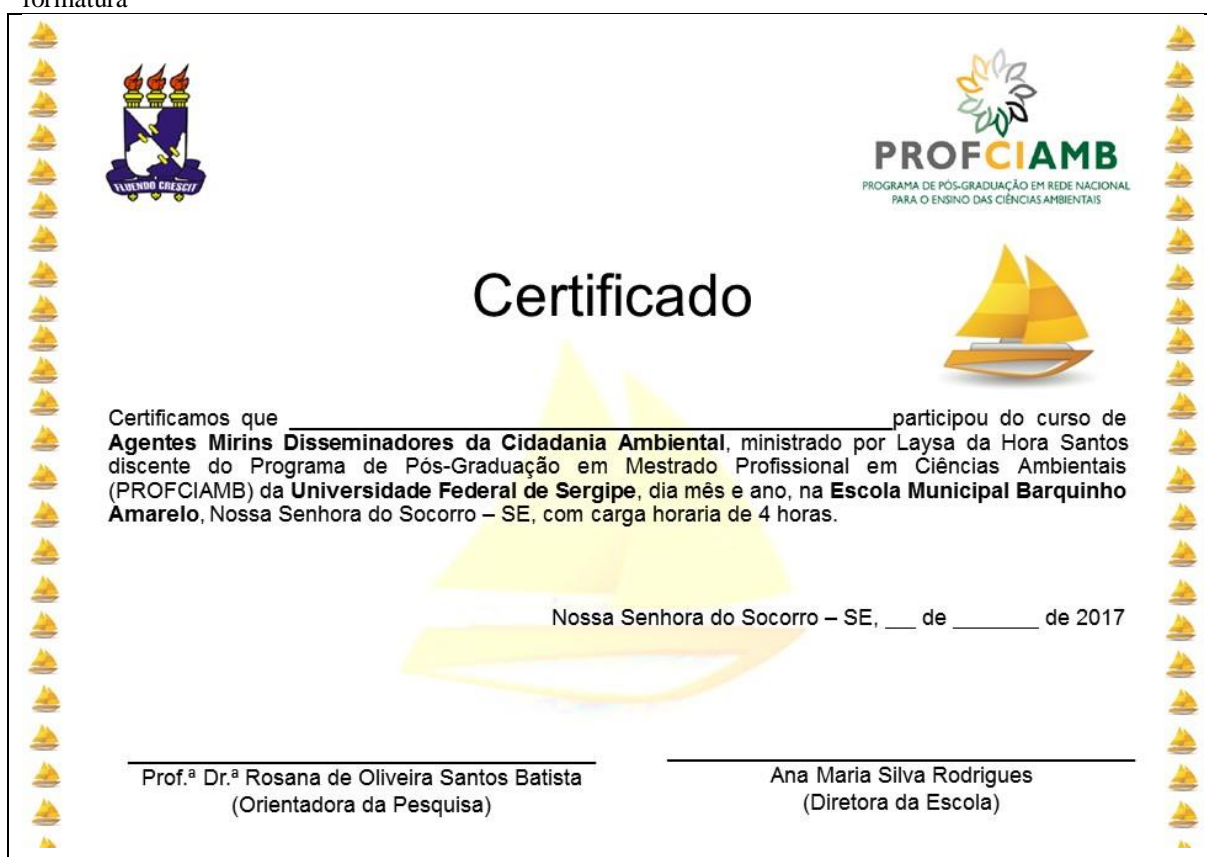 formatura
FLUENDO CRESCIT
PROFCIAMB
PROGRAMA DE PÓS-GRADUAÇÃO EM REDE NACIONAL
PARA O ENSINO DAS CIÊNCIAS AMBIENTAIS
Certificado
Certificamos que ______________________________participou do curso de
Agentes Mirins Disseminadores da Cidadania Ambiental, ministrado por Laysa da Hora Santos
discente do Programa de Pós-Graduação em Mestrado Profissional em Ciências Ambientais
(PROFCIAMB) da Universidade Federal de Sergipe, dia mês e ano, na Escola Municipal Barquinho
Amarelo, Nossa Senhora do Socorro – SE, com carga horaria de 4 horas.
Nossa Senhora do Socorro – SE, ___ de _______ de 2017
Prof.ª Dr.ª Rosana de Oliveira Santos Batista
(Orientadora da Pesquisa)
Ana Maria Silva Rodrigues
(Diretora da Escola)